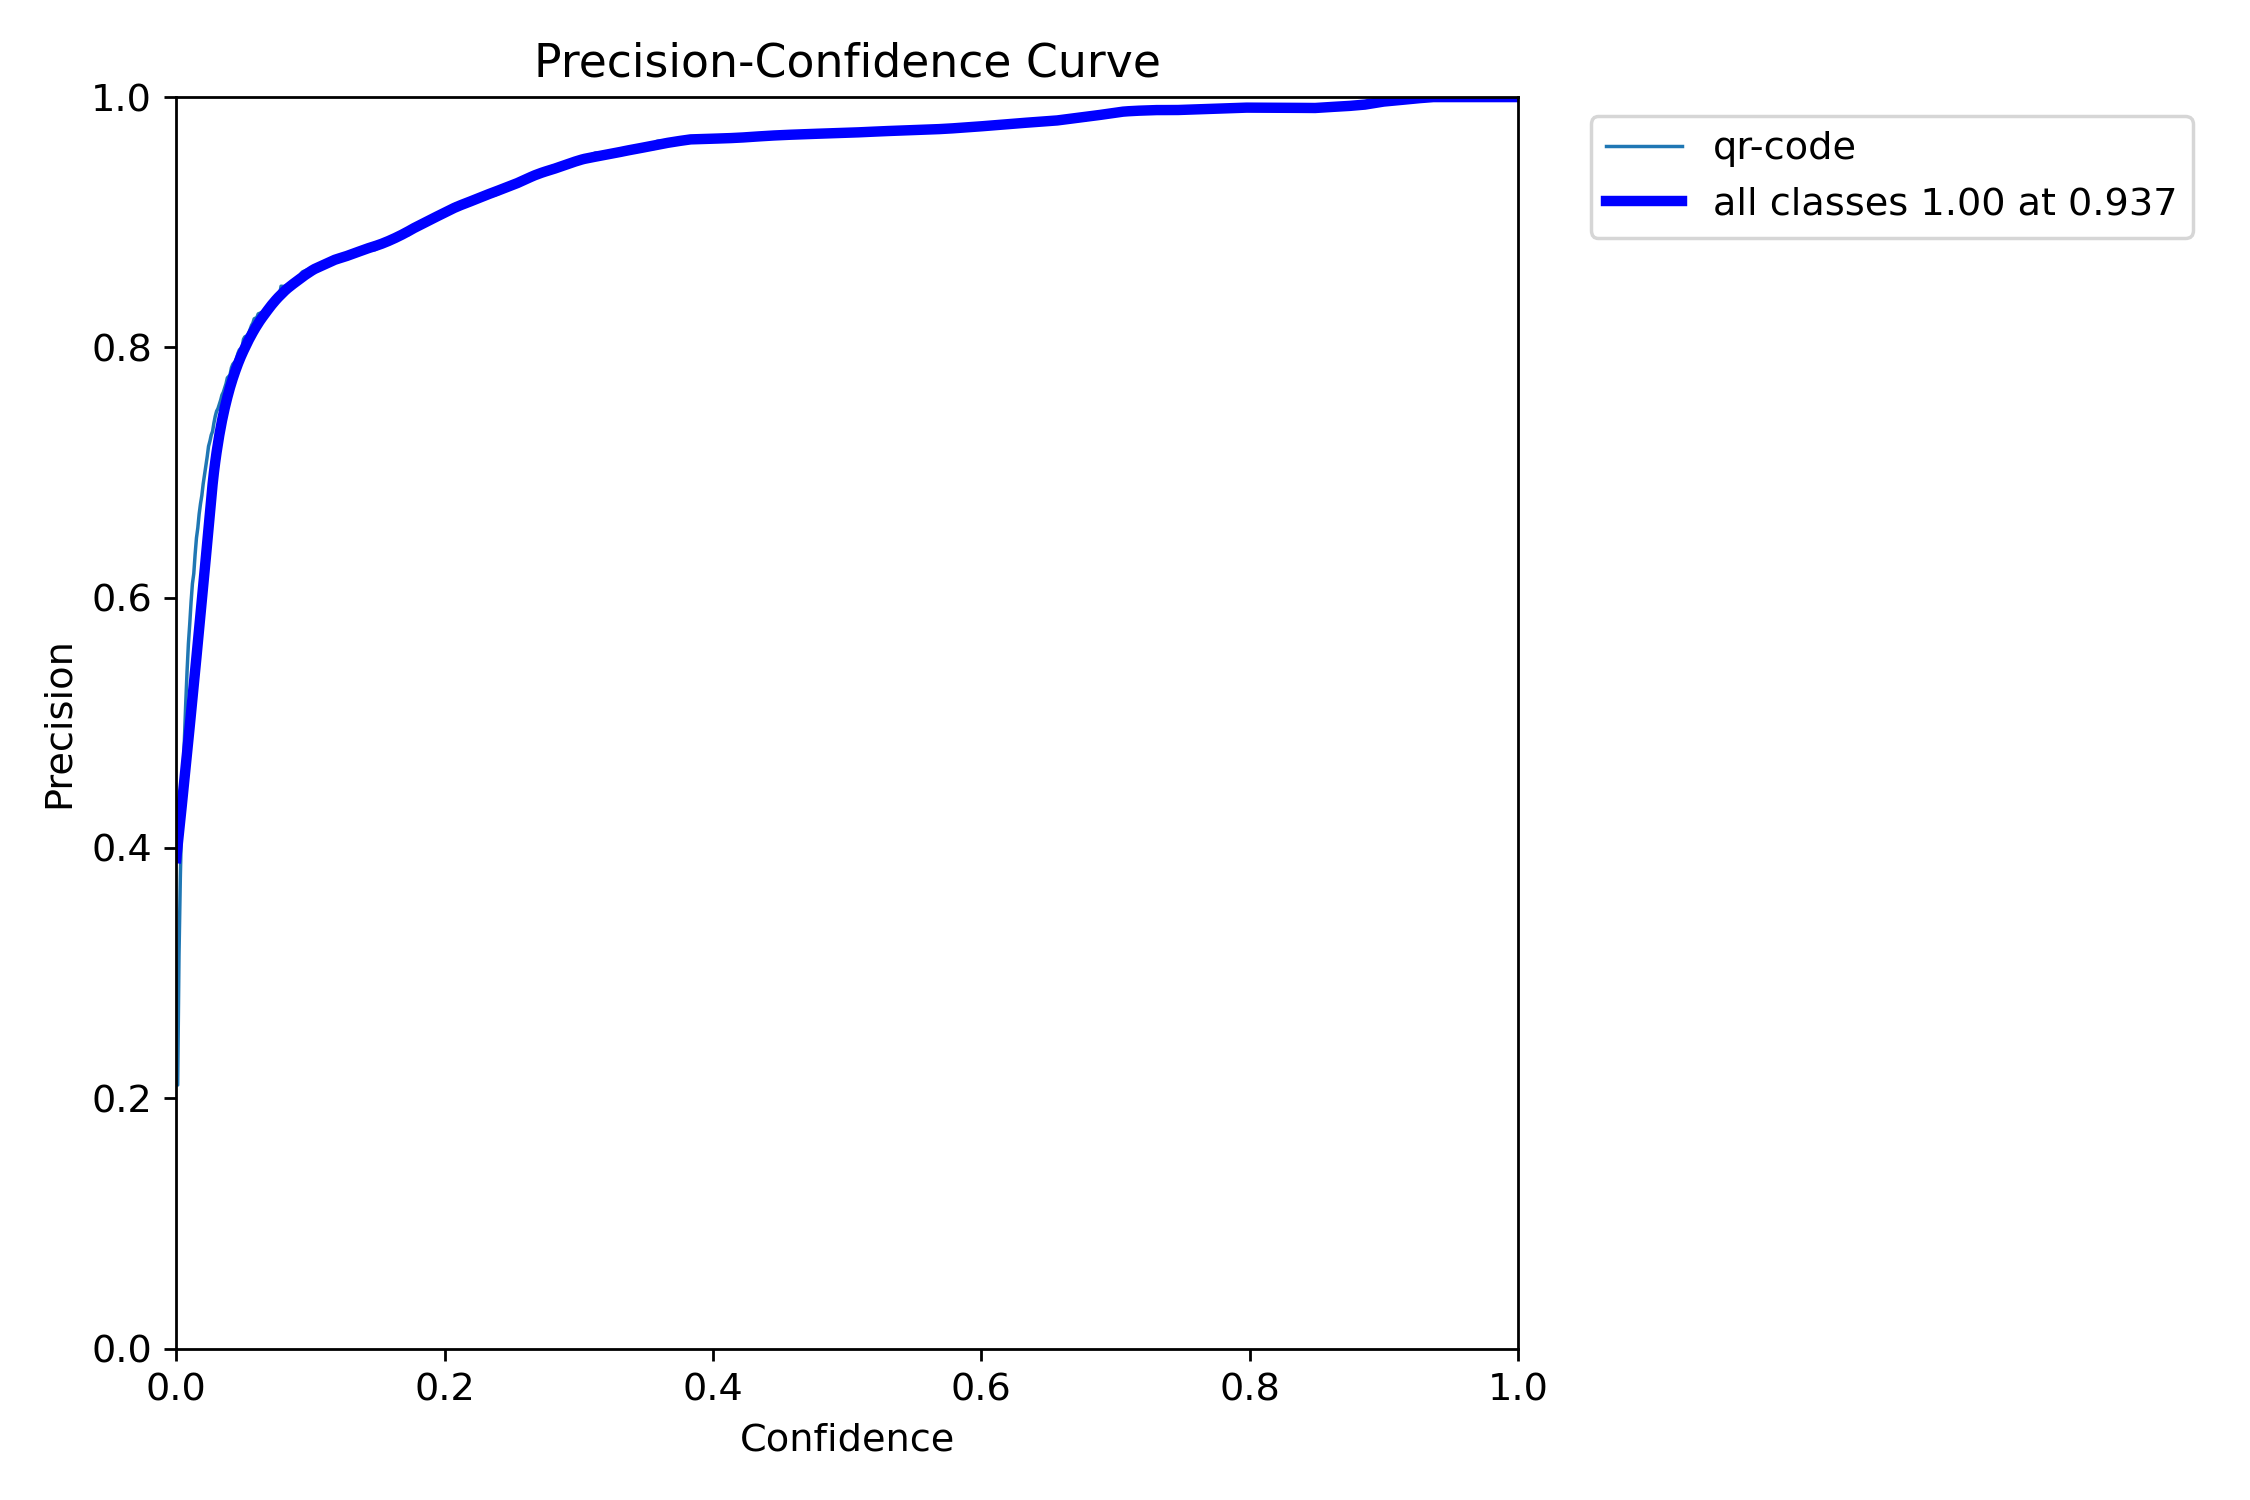 Precision-Confidence Curve
1.0
0.8
0.6
0.4
0.2
0.0
Precision
0.0 0.2 0.4 0.6 0.8 1.0
Confidence
qr-code
all classes 1.00 at 0.937